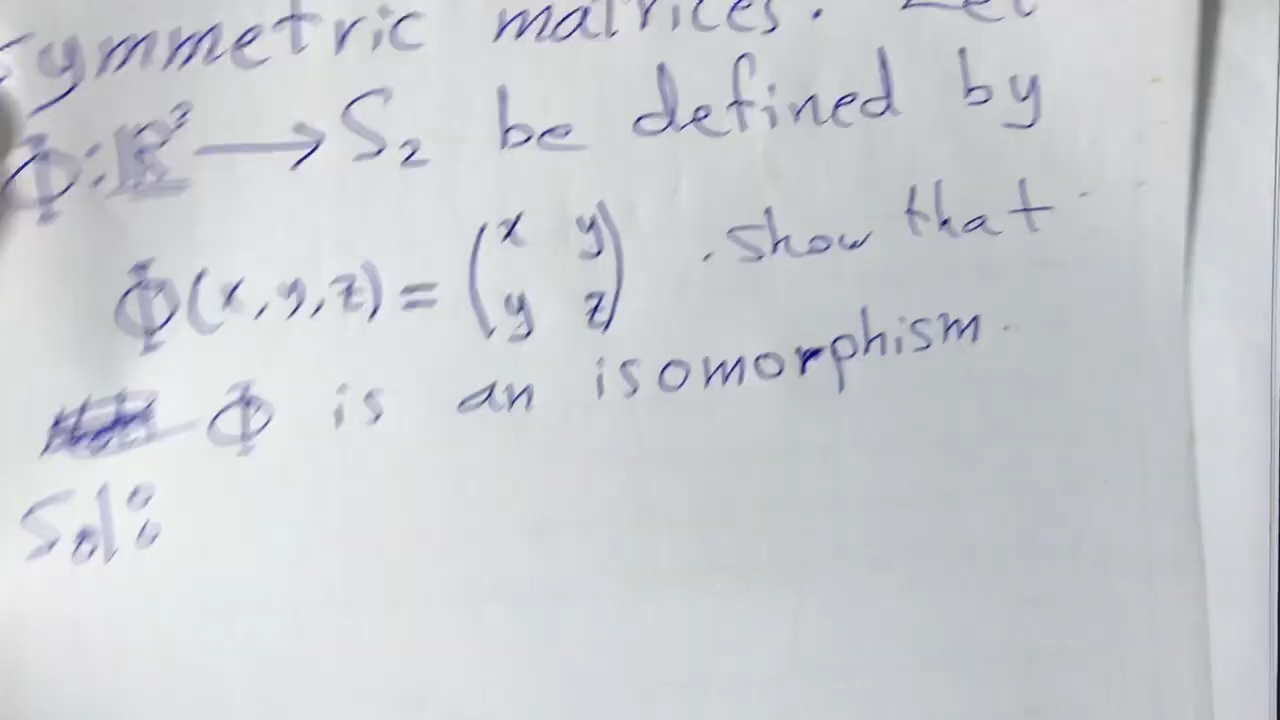 symmetric matrices. Let
Φ: R³ → S₂ be defined by
Φ(x, y, z) = (x y
y z) . show that
Φ is an isomorphism.
Sol: